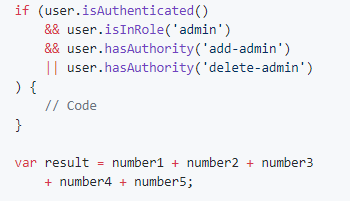 if (user.isAuthenticated()
    && user.isInRole('admin')
    && user.hasAuthority('add-admin')
    || user.hasAuthority('delete-admin')
) {
    // Code
}

var result = number1 + number2 + number3
    + number4 + number5;